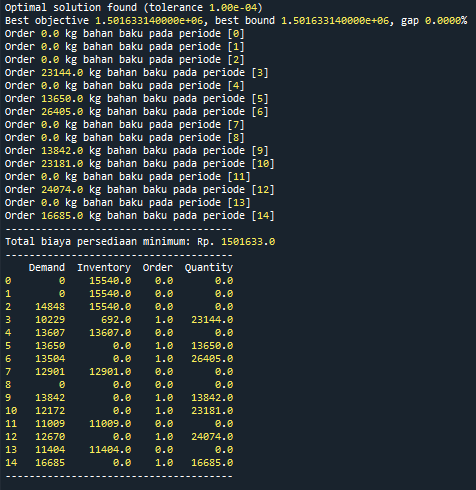 Optimal solution found (tolerance 1.00e-04)
Best objective 1.501633140000e+06, best bound 1.501633140000e+06, gap 0.0000%
Order 0.0 kg bahan baku pada periode [0]
Order 0.0 kg bahan baku pada periode [1]
Order 0.0 kg bahan baku pada periode [2]
Order 23144.0 kg bahan baku pada periode [3]
Order 0.0 kg bahan baku pada periode [4]
Order 13650.0 kg bahan baku pada periode [5]
Order 26405.0 kg bahan baku pada periode [6]
Order 0.0 kg bahan baku pada periode [7]
Order 0.0 kg bahan baku pada periode [8]
Order 13842.0 kg bahan baku pada periode [9]
Order 23181.0 kg bahan baku pada periode [10]
Order 0.0 kg bahan baku pada periode [11]
Order 24074.0 kg bahan baku pada periode [12]
Order 0.0 kg bahan baku pada periode [13]
Order 16685.0 kg bahan baku pada periode [14]
-------------------------------------
Total biaya persediaan minimum: Rp. 1501633.0
-------------------------------------
Demand Inventory Order Quantity
0 0 15540.0 0.0 0.0
1 0 15540.0 0.0 0.0
2 14848 15540.0 0.0 0.0
3 10229 692.0 1.0 23144.0
4 13607 13607.0 0.0 0.0
5 13650 0.0 1.0 13650.0
6 13504 0.0 1.0 26405.0
7 12901 12901.0 0.0 0.0
8 0 0.0 0.0 0.0
9 13842 0.0 1.0 13842.0
10 12172 0.0 1.0 23181.0
11 11009 11009.0 0.0 0.0
12 12670 0.0 1.0 24074.0
13 11404 11404.0 0.0 0.0
14 16685 0.0 1.0 16685.0
-------------------------------------